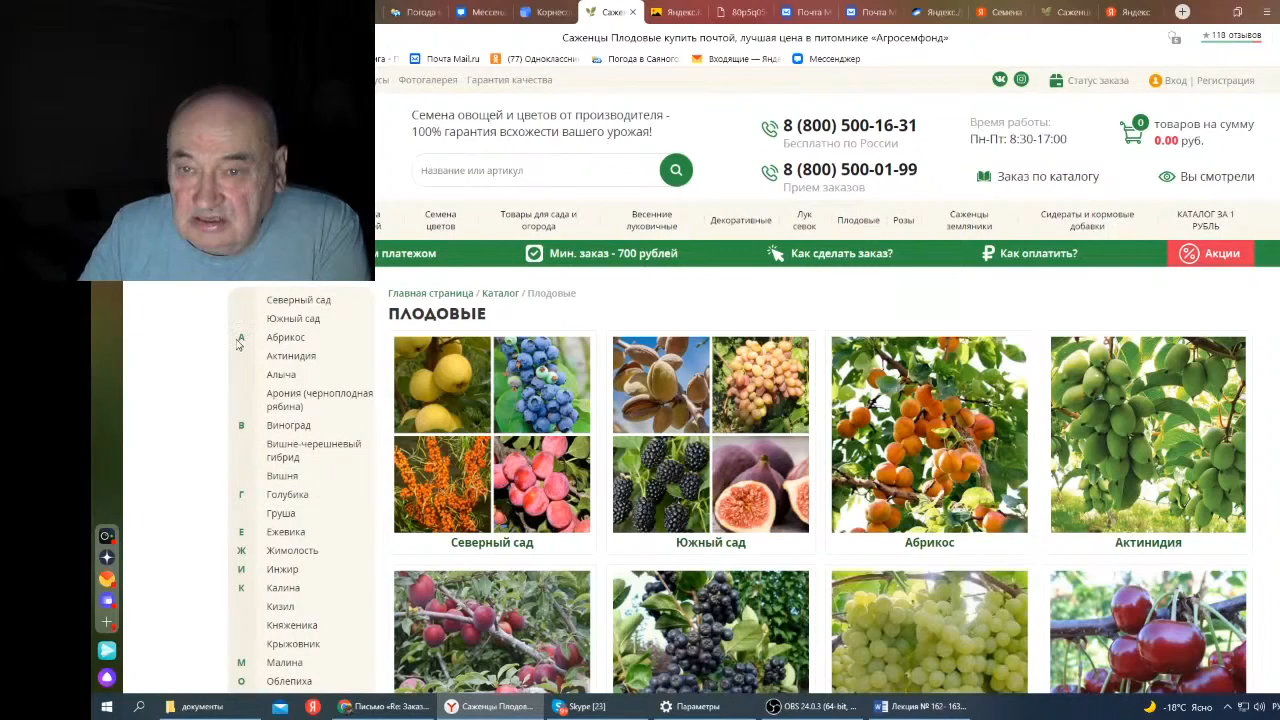 Погода
Мессен
Корнес
Саженц
Яндекс.
80p5q05
Почта М
Почта М
Семена
Саженц
Яндекс
Саженцы Плодовые купить почтой, лучшая цена в питомнике «Агросемфонд»
★ 118 отзывов
Почта Mail.ru
(77) Одноклассн
Погода в Саяного
Входящие — Янде
Мессенджер
усы Фотогалерея Гарантия качества
Статус заказа
Вход | Регистрация
Семена овощей и цветов от производителя -
100% гарантия всхожести вашего урожая!
Название или артикул
8 (800) 500-16-31
Бесплатно по России
8 (800) 500-01-99
Прием заказов
Время работы:
Пн-Пт: 8:30-17:00
0
товаров на сумму
0.00 руб.
Заказ по каталогу
Вы смотрели
Семена
цветов
Товары для сада и
огорода
Весенние
луковичные
Декоративные
Лук
севок
Плодовые
Розы
Саженцы
земляники
Сидераты и кормовые
добавки
КАТАЛОГ ЗА 1
РУБЛЬ
м платежом
Мин. заказ - 700 рублей
Как сделать заказ?
Как оплатить?
Акции
Северный сад
Южный сад
А Абрикос
Актинидия
Алыча
Арония (черноплодная
рябина)
В Виноград
Вишне-черешневый
гибрид
Вишня
Г Голубика
Груша
Е Ежевика
Ж Жимолость
И Инжир
К Калина
Кизил
Княженика
Крыжовник
М Малина
О Облепиха
Главная страница / Каталог / Плодовые
ПЛОДОВЫЕ
Северный сад
Южный сад
Абрикос
Актинидия
документы
Письмо «Re: Заказ...
Саженцы Плодов...
Skype [23]
Параметры
OBS 24.0.3 (64-bit, ...
Лекция № 162- 163...
-18°C Ясно